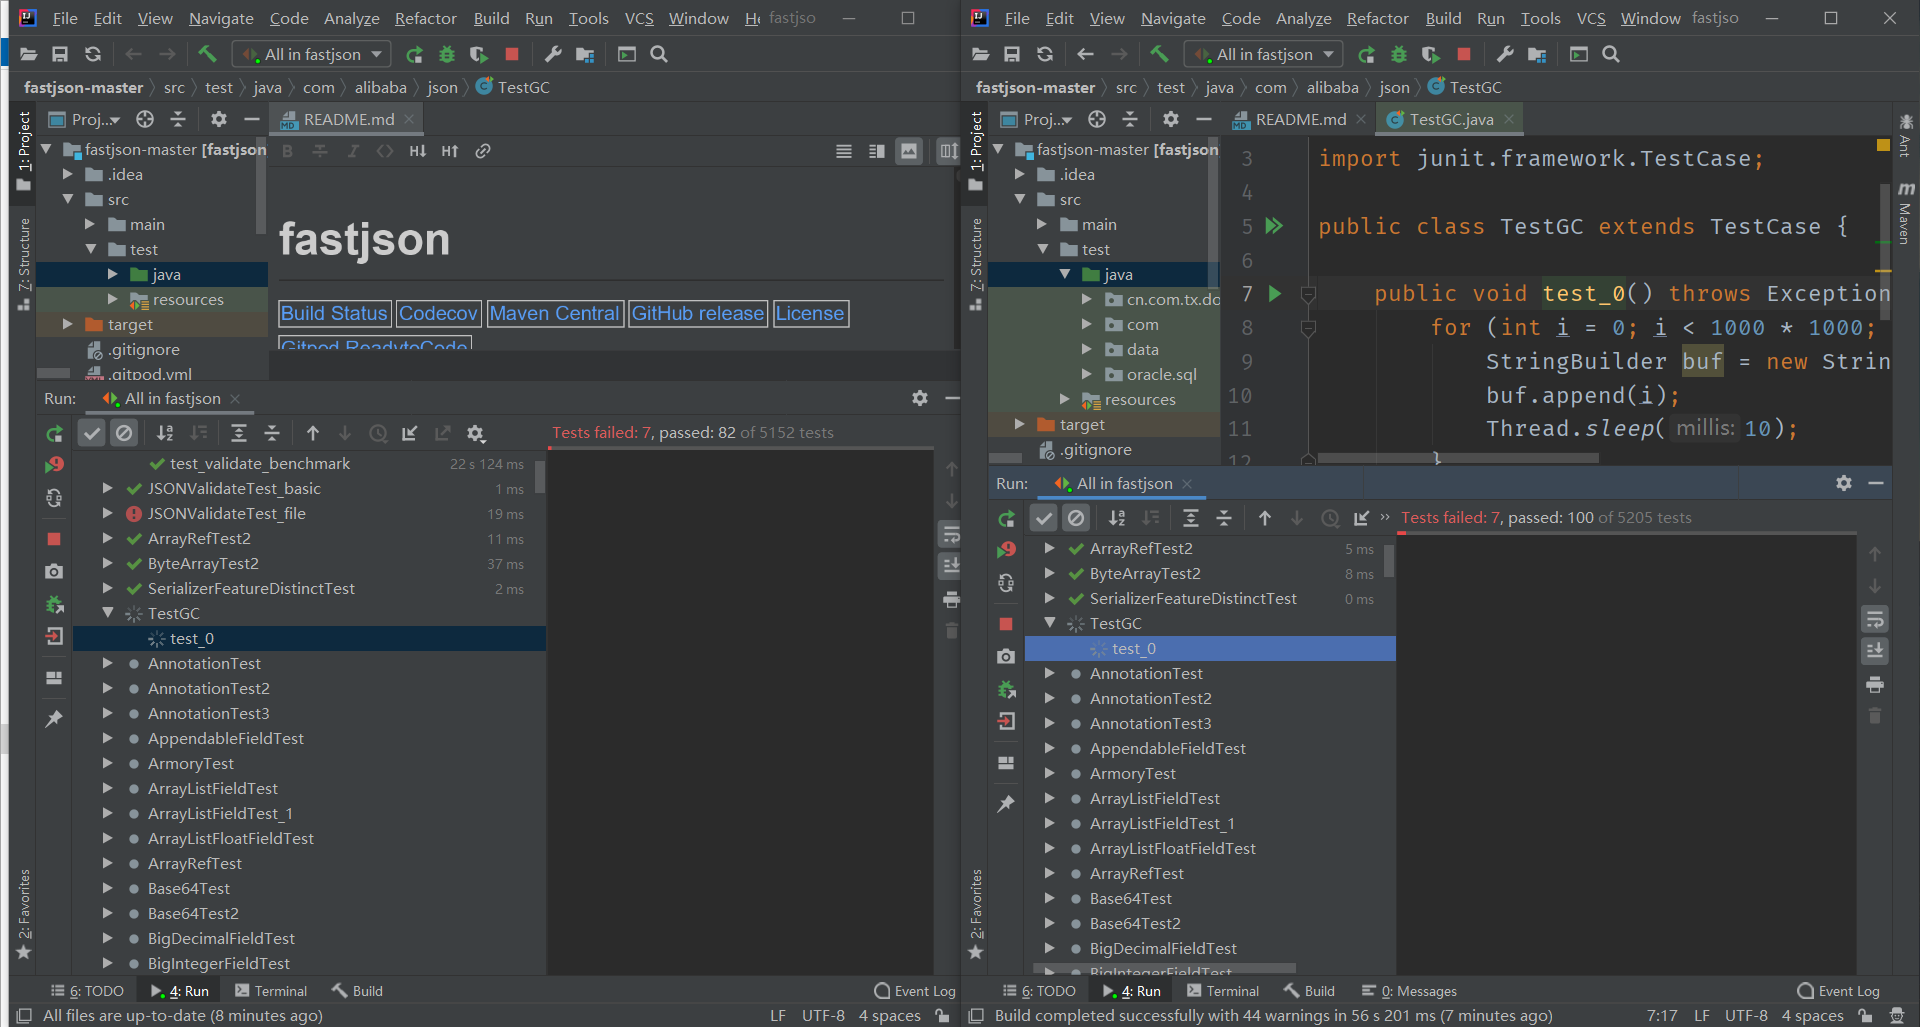 File Edit View Navigate Code Analyze Refactor Build Run Tools VCS Window He fastjso
All in fastjson
fastjson-master src test java com alibaba json TestGC
Proj... README.md
1: Project
7: Structure
2: Favorites
fastjson-master [fastjson
.idea
src
main
test
java
resources
target
.gitignore
.gitpod.yml
fastjson
Build Status Codecov Maven Central GitHub release License
Gitpod ReadytoCode
Run: All in fastjson
Tests failed: 7, passed: 82 of 5152 tests
test_validate_benchmark 22 s 124 ms
JSONValidateTest_basic 1 ms
JSONValidateTest_file 19 ms
ArrayRefTest2 11 ms
ByteArrayTest2 37 ms
SerializerFeatureDistinctTest 2 ms
TestGC
test_0
AnnotationTest
AnnotationTest2
AnnotationTest3
AppendableFieldTest
ArmoryTest
ArrayListFieldTest
ArrayListFieldTest_1
ArrayListFloatFieldTest
ArrayRefTest
Base64Test
Base64Test2
BigDecimalFieldTest
BigIntegerFieldTest
6: TODO 4: Run Terminal Build Event Log
All files are up-to-date (8 minutes ago) LF UTF-8 4 spaces
File Edit View Navigate Code Analyze Refactor Build Run Tools VCS Window fastjso
All in fastjson
fastjson-master src test java com alibaba json TestGC
Proj... README.md TestGC.java
1: Project
7: Structure
2: Favorites
Ant
Maven
fastjson-master [fastjson
.idea
src
main
test
java
cn.com.tx.do
com
data
oracle.sql
resources
target
.gitignore
3 import junit.framework.TestCase;
4
5 public class TestGC extends TestCase {
6
7 public void test_0() throws Exception
8 for (int i = 0; i < 1000 * 1000;
9 StringBuilder buf = new Strin
10 buf.append(i);
11 Thread.sleep( millis: 10);
12 }
Run: All in fastjson
Tests failed: 7, passed: 100 of 5205 tests
ArrayRefTest2 5 ms
ByteArrayTest2 8 ms
SerializerFeatureDistinctTest 0 ms
TestGC
test_0
AnnotationTest
AnnotationTest2
AnnotationTest3
AppendableFieldTest
ArmoryTest
ArrayListFieldTest
ArrayListFieldTest_1
ArrayListFloatFieldTest
ArrayRefTest
Base64Test
Base64Test2
BigDecimalFieldTest
BigIntegerFieldTest
6: TODO 4: Run Terminal Build 0: Messages Event Log
Build completed successfully with 44 warnings in 56 s 201 ms (7 minutes ago) 7:17 LF UTF-8 4 spaces